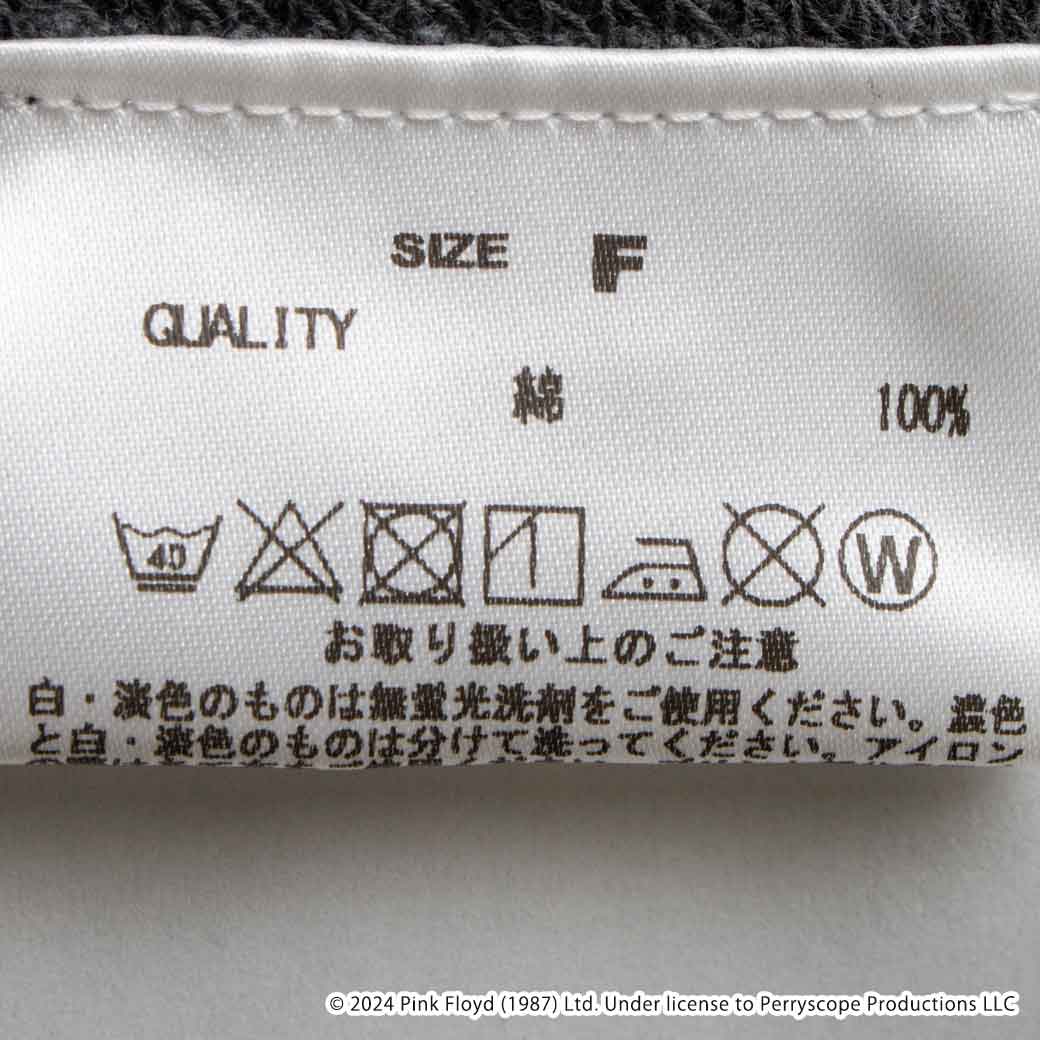 SIZE F
QUALITY
綿 100%
40
W
お取り扱い上のご注意
白・淡色のものは無蛍光洗剤をご使用ください。濃色
と白・淡色のものは分けて洗ってください。アイロン
© 2024 Pink Floyd (1987) Ltd. Under license to Perryscope Productions LLC